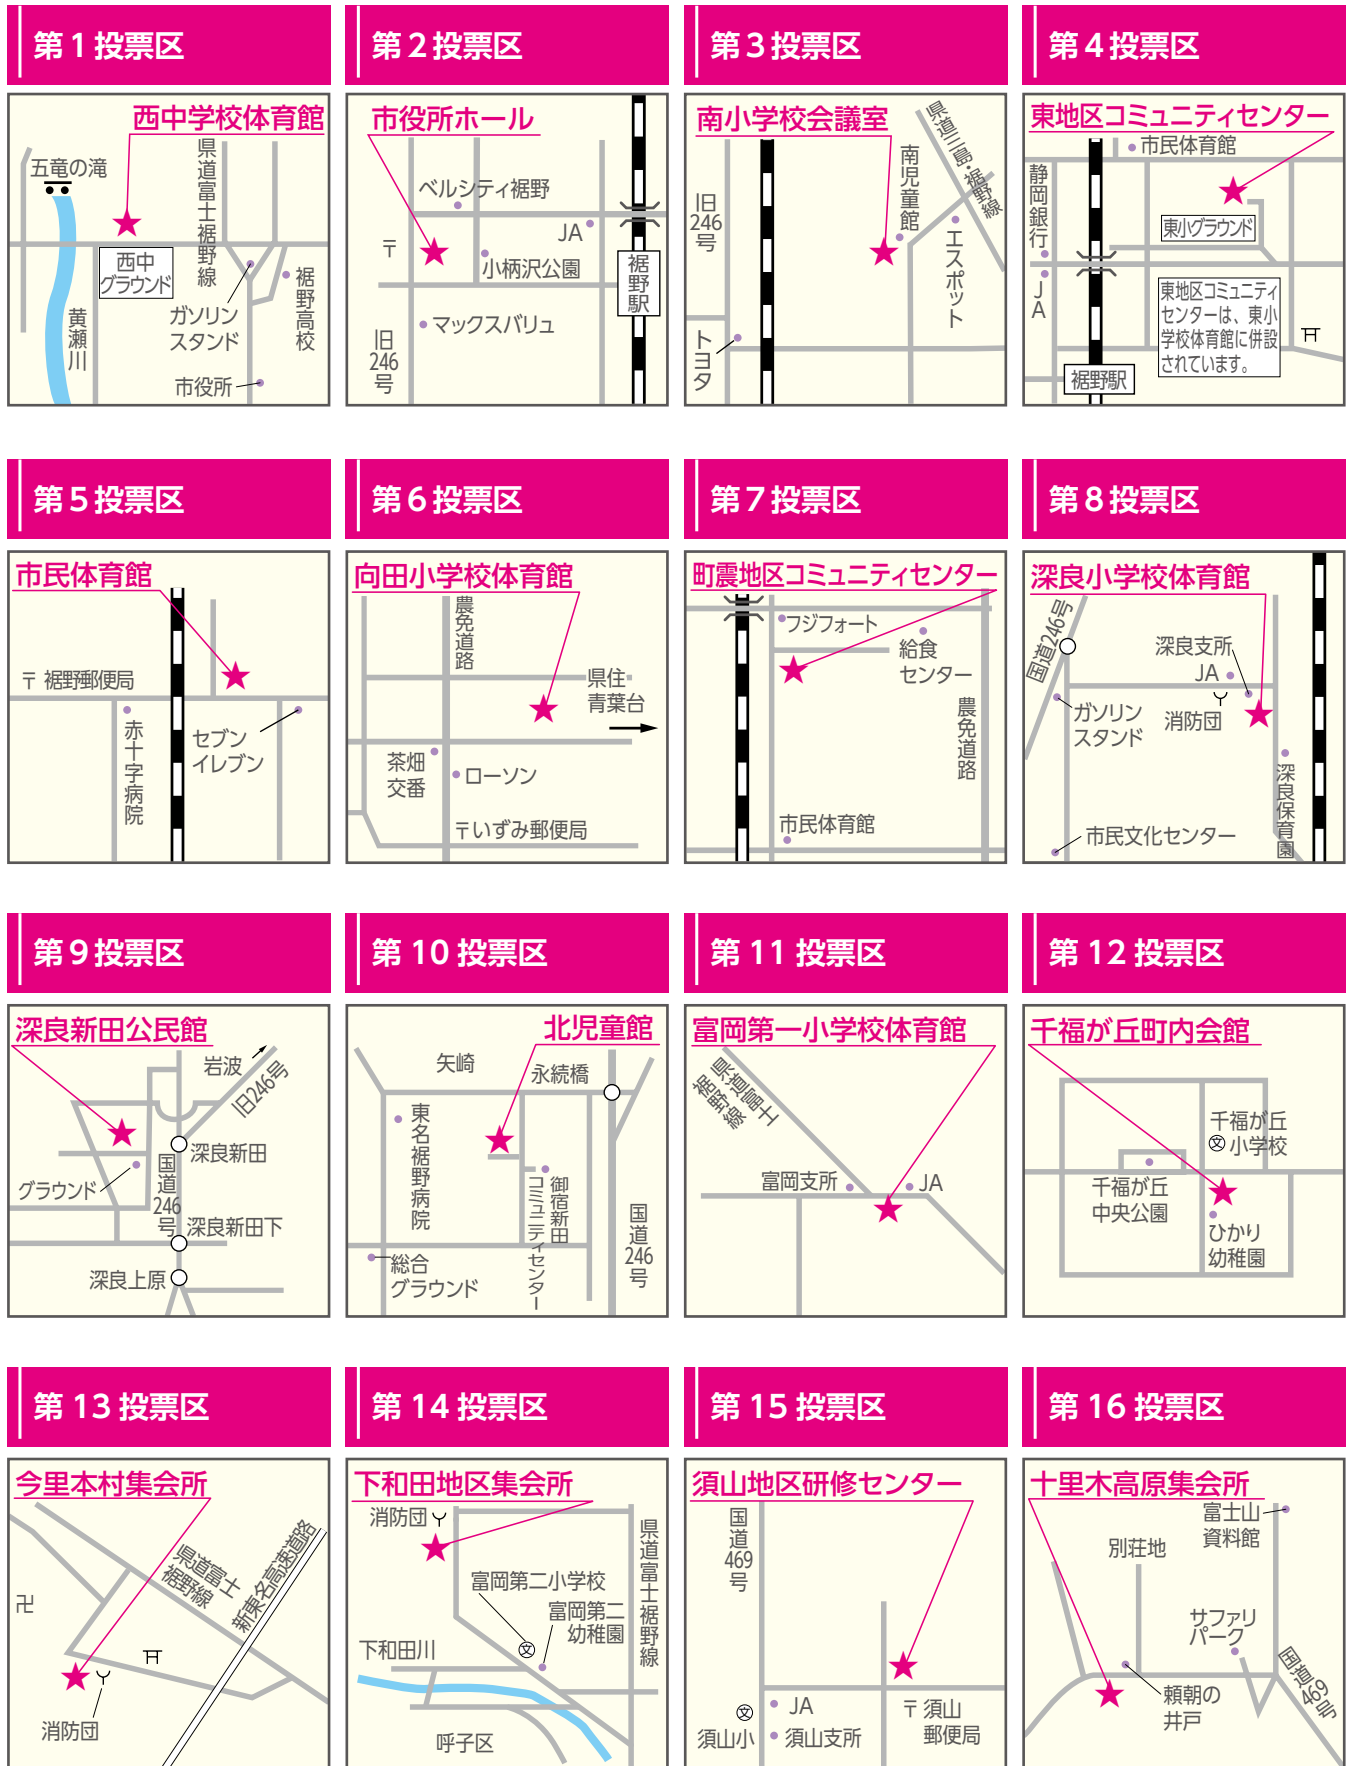 第1投票区
西中学校体育館
五竜の滝
県道富士裾野線
西中
グラウンド
黄瀬川
ガソリン
スタンド
裾野高校
市役所
第2投票区
市役所ホール
ベルシティ裾野
JA
〒
小柄沢公園
裾野駅
マックスバリュ
旧246号
第3投票区
南小学校会議室
県道三島・裾野線
南児童館
旧246号
エスポット
トヨタ
第4投票区
東地区コミュニティセンター
市民体育館
静岡銀行
東小グラウンド
JA
東地区コミュニティ
センターは、東小
学校体育館に併設
されています。
裾野駅
第5投票区
市民体育館
〒 裾野郵便局
赤十字病院
セブン
イレブン
第6投票区
向田小学校体育館
農免道路
県住
青葉台
茶畑
交番
ローソン
〒いずみ郵便局
第7投票区
町震地区コミュニティセンター
フジフォート
給食
センター
農免道路
市民体育館
第8投票区
深良小学校体育館
国道246号
深良支所
JA
ガソリン
スタンド
消防団
深良保育園
市民文化センター
第9投票区
深良新田公民館
岩波
旧246号
深良新田
グラウンド
国道246号
深良新田下
深良上原
第10投票区
北児童館
矢崎
永続橋
東名裾野病院
御宿新田
コミュニティセンター
国道246号
総合
グラウンド
第11投票区
富岡第一小学校体育館
県道富士
裾野線
富岡支所
JA
第12投票区
千福が丘町内会館
千福が丘
文 小学校
千福が丘
中央公園
ひかり
幼稚園
第13投票区
今里本村集会所
県道富士
裾野線
新東名高速道路
卍
消防団
第14投票区
下和田地区集会所
消防団
県道富士裾野線
富岡第二小学校
富岡第二
幼稚園
文
下和田川
呼子区
第15投票区
須山地区研修センター
国道469号
文
須山小
JA
須山支所
〒須山
郵便局
第16投票区
十里木高原集会所
富士山
資料館
別荘地
サファリ
パーク
国道469号
頼朝の
井戸